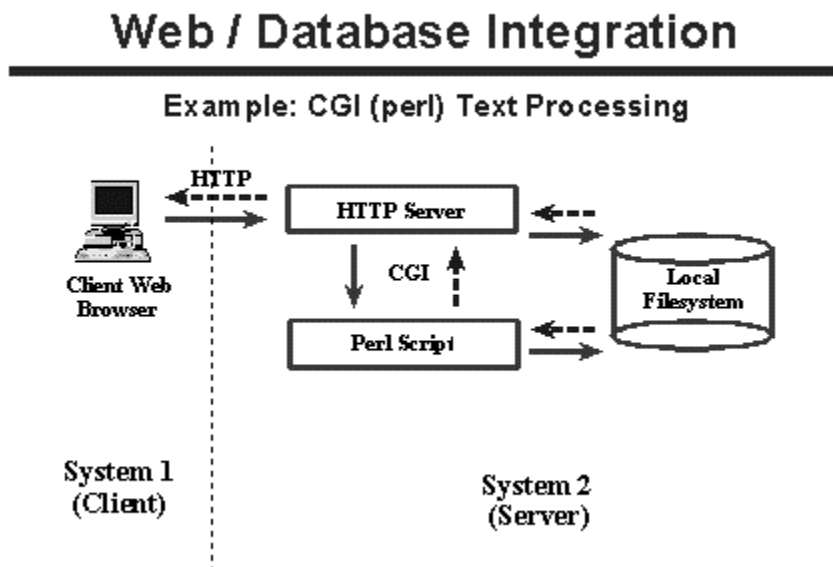 Web / Database Integration
Example: CGI (perl) Text Processing
HTTP
HTTP Server
Client Web
Browser
CGI
Local
Filesystem
Perl Script
System 1
(Client)
System 2
(Server)